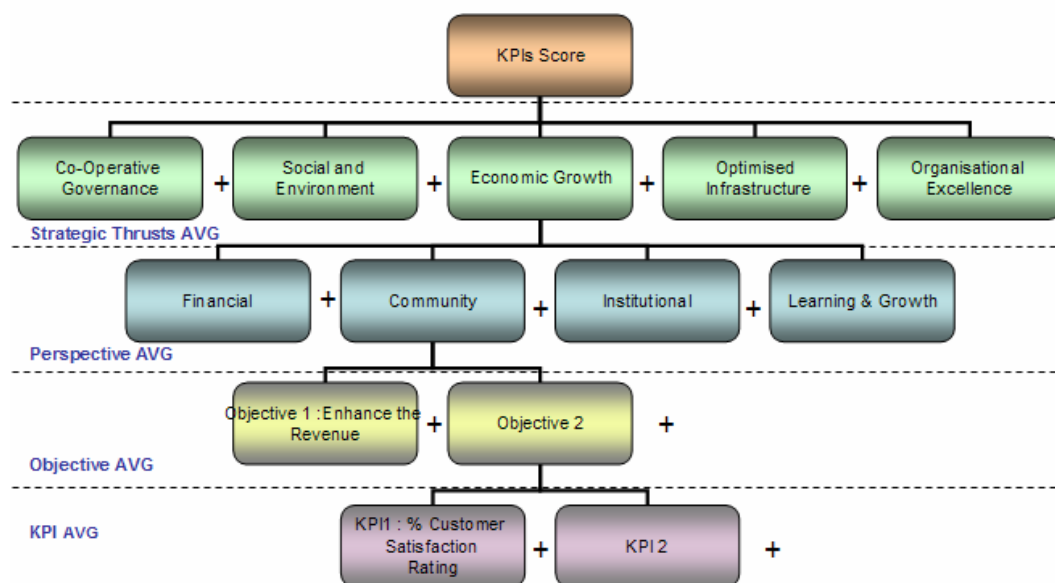 KPIs Score
Co-Operative
Governance
+
Social and
Environment
+
Economic Growth
+
Optimised
Infrastructure
+
Organisational
Excellence
Strategic Thrusts AVG
Financial
+
Community
+
Institutional
+
Learning & Growth
Perspective AVG
Objective 1 :Enhance the
Revenue
+
Objective 2
+
Objective AVG
KPI AVG
KPI1 : % Customer
Satisfaction
Rating
+
KPI 2
+